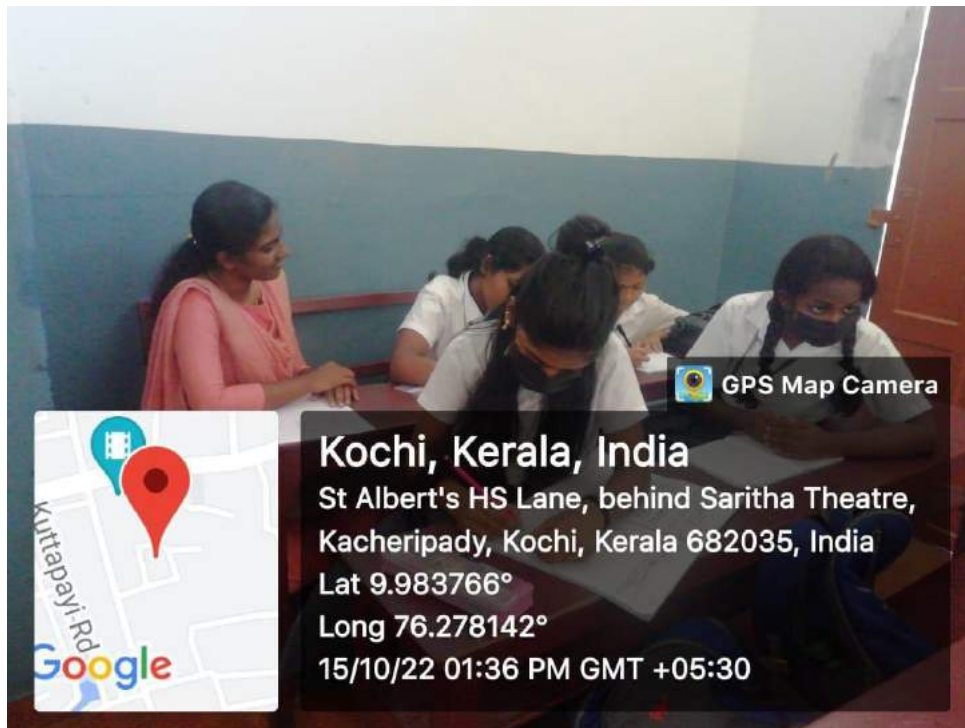 GPS Map Camera
Kochi, Kerala, India
St Albert's HS Lane, behind Saritha Theatre,
Kacheripady, Kochi, Kerala 682035, India
Lat 9.983766°
Long 76.278142°
15/10/22 01:36 PM GMT +05:30
Kuttapayi-Rd
Google